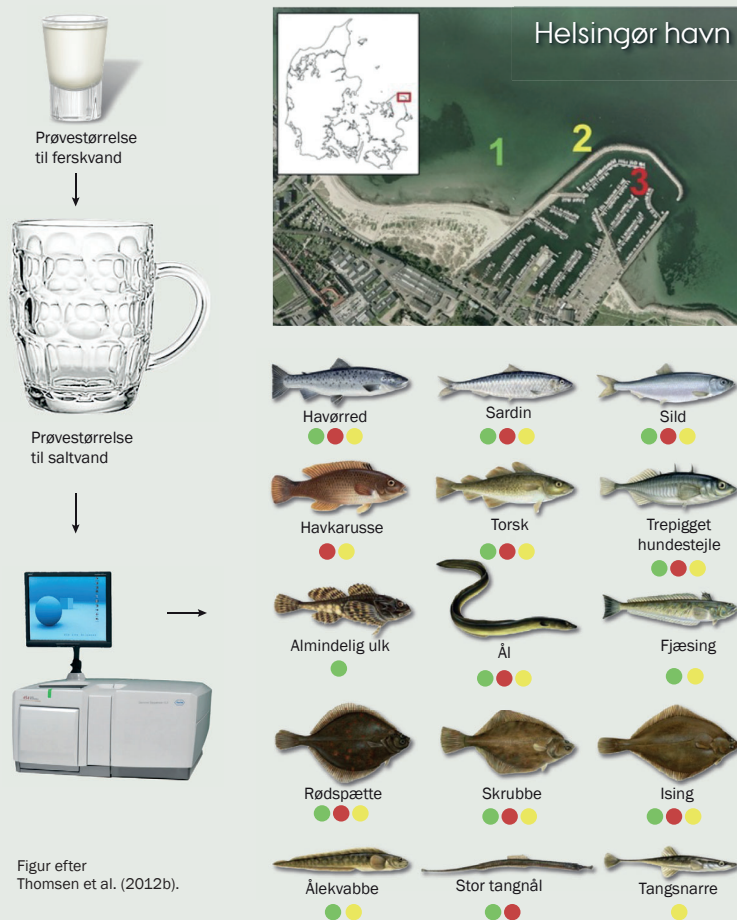 Helsingør havn
1
2
3
Prøvestørrelse
til ferskvand
Prøvestørrelse
til saltvand
Havørred
Sardin
Sild
Havkarusse
Torsk
Trepigget
hundestejle
Almindelig ulk
Ål
Fjæsing
Rødspætte
Skrubbe
Ising
Ålekvabbe
Stor tangnål
Tangsnarre
Figur efter
Thomsen et al. (2012b).